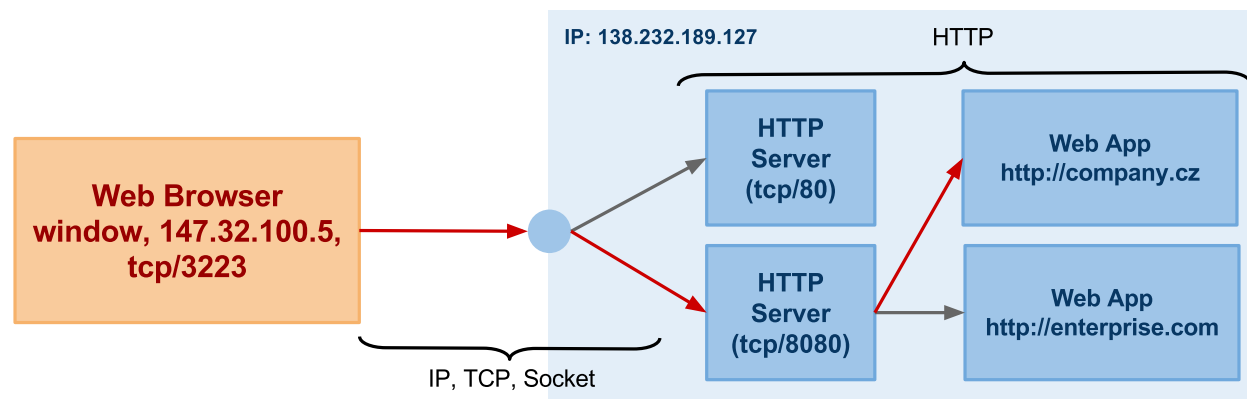 IP: 138.232.189.127
HTTP
Web Browser
window, 147.32.100.5,
tcp/3223
HTTP
Server
(tcp/80)
Web App
http://company.cz
HTTP
Server
(tcp/8080)
Web App
http://enterprise.com
IP, TCP, Socket